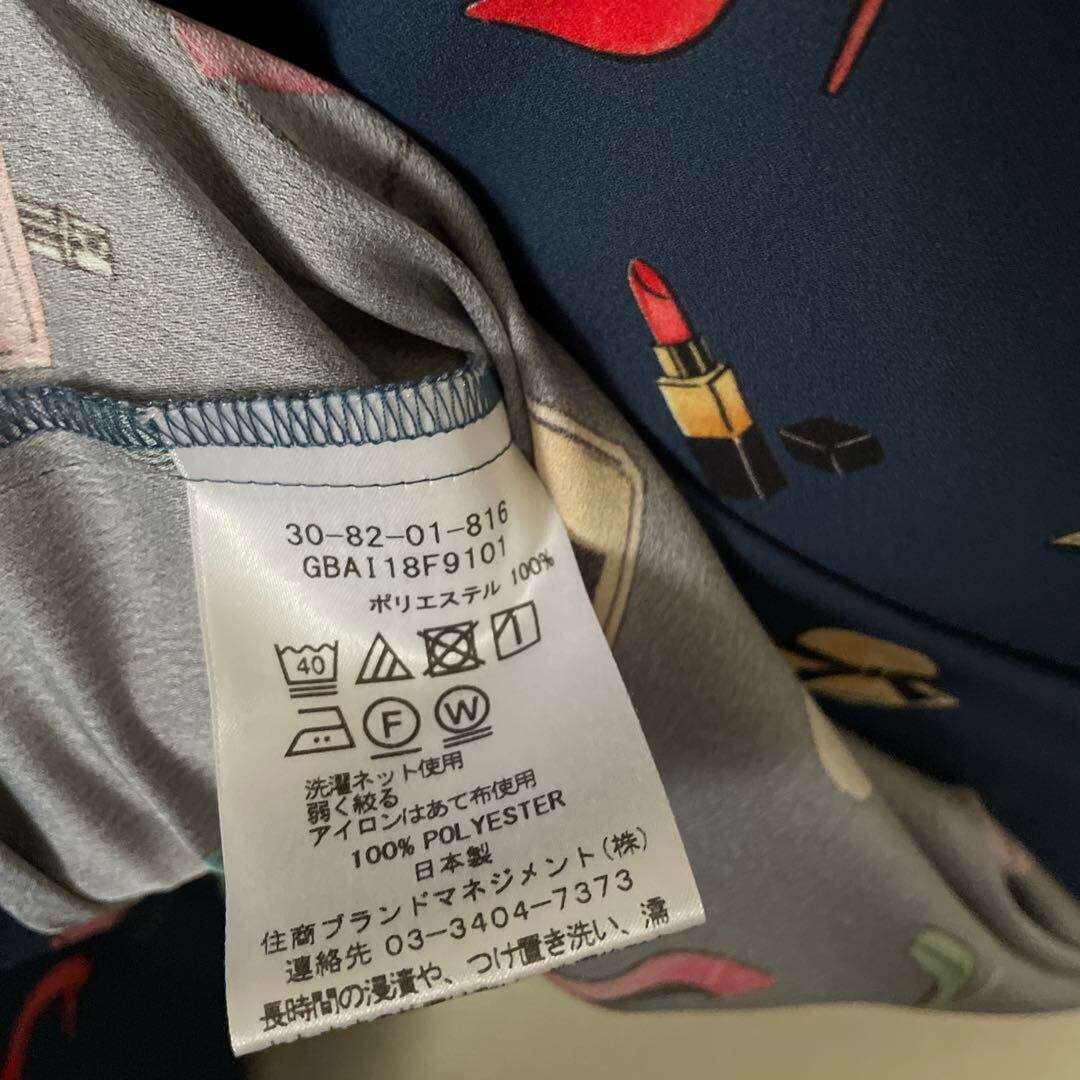 30-82-01-816
GBAI18F9101
ポリエステル 100%
40
F W
洗濯ネット使用
弱く絞る
アイロンはあて布使用
100% POLYESTER
日本製
住商ブランドマネジメント(株)
連絡先 03-3404-7373
長時間の浸漬や、つけ置き洗い、濡